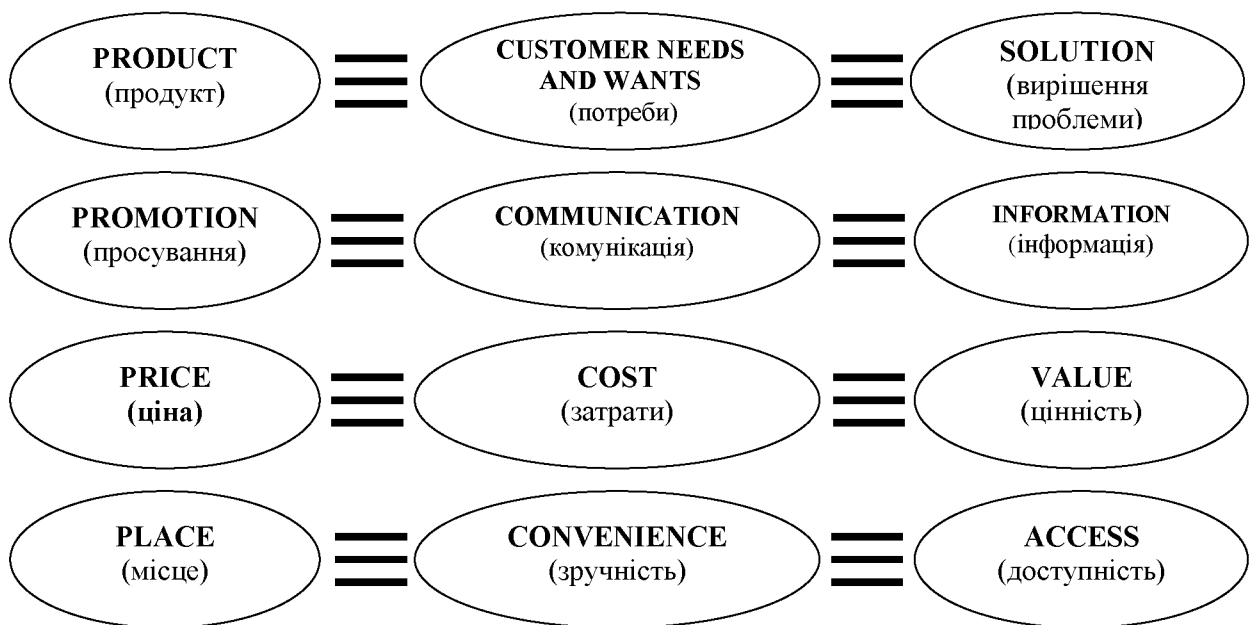 PRODUCT
(продукт)
CUSTOMER NEEDS
AND WANTS
(потреби)
SOLUTION
(вирішення
проблеми)
PROMOTION
(просування)
COMMUNICATION
(комунікація)
INFORMATION
(інформація)
PRICE
(ціна)
COST
(затрати)
VALUE
(цінність)
PLACE
(місце)
CONVENIENCE
(зручність)
ACCESS
(доступність)